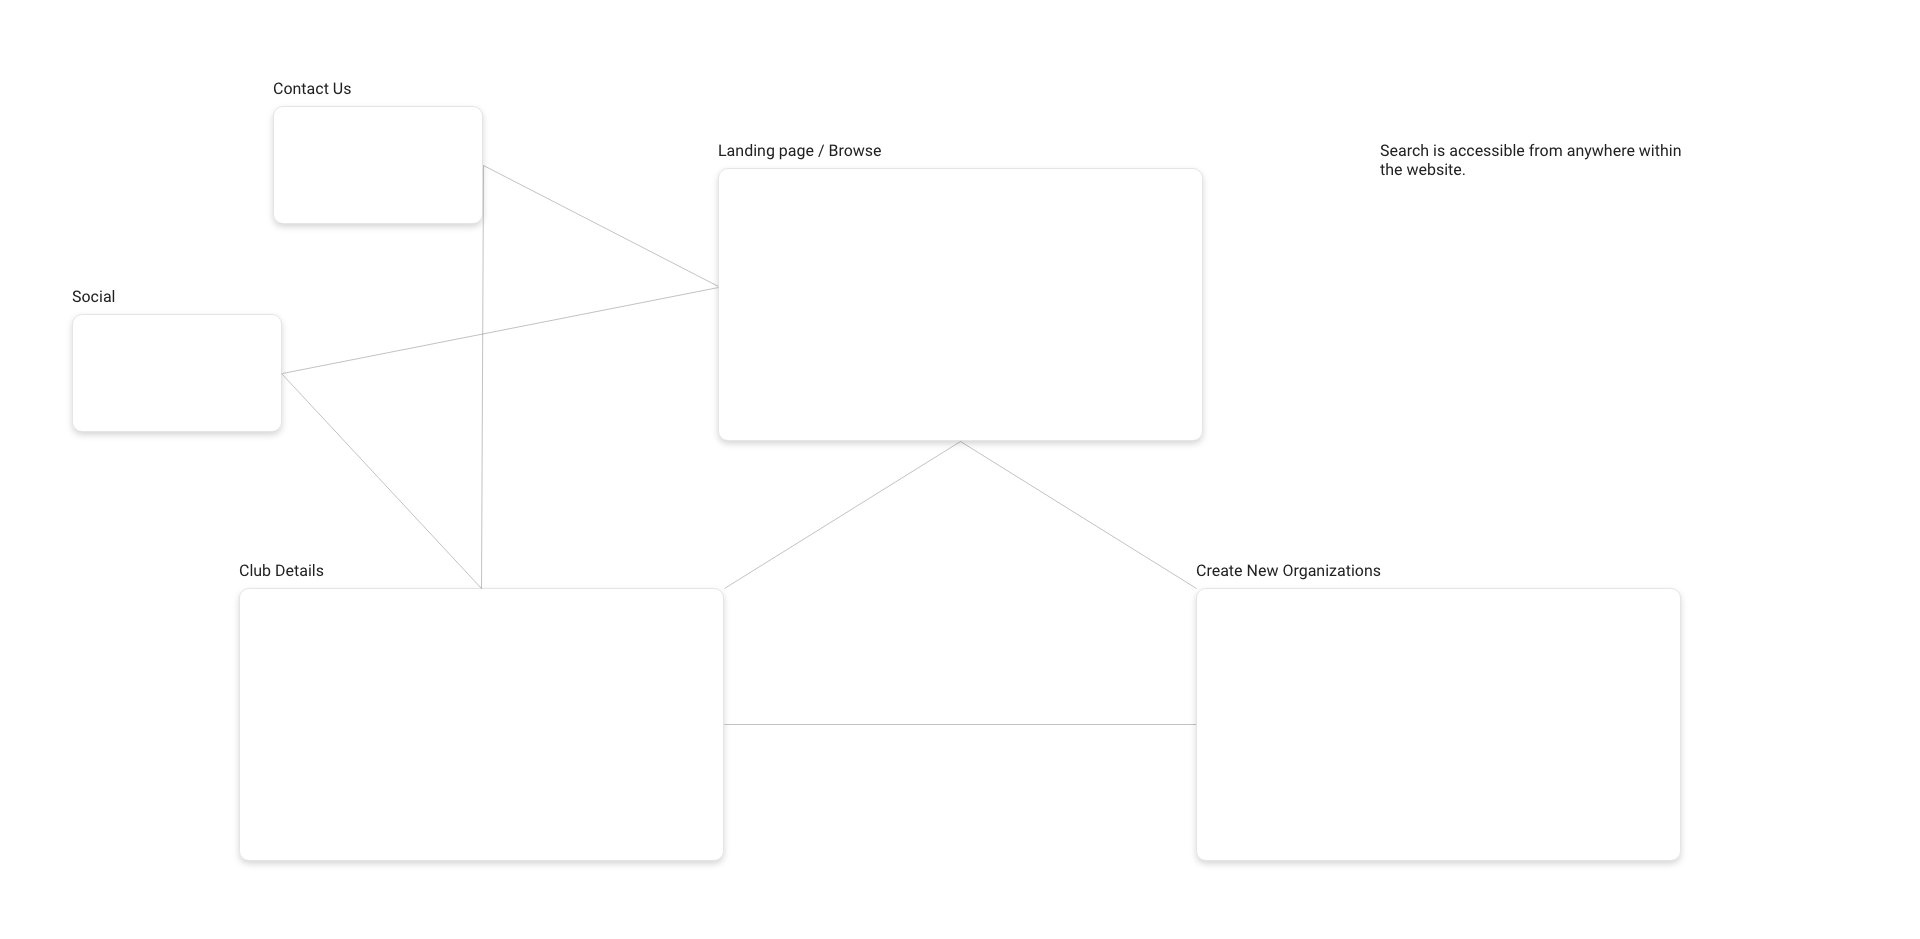 Contact Us
Landing page / Browse
Search is accessible from anywhere within
the website.
Social
Club Details
Create New Organizations